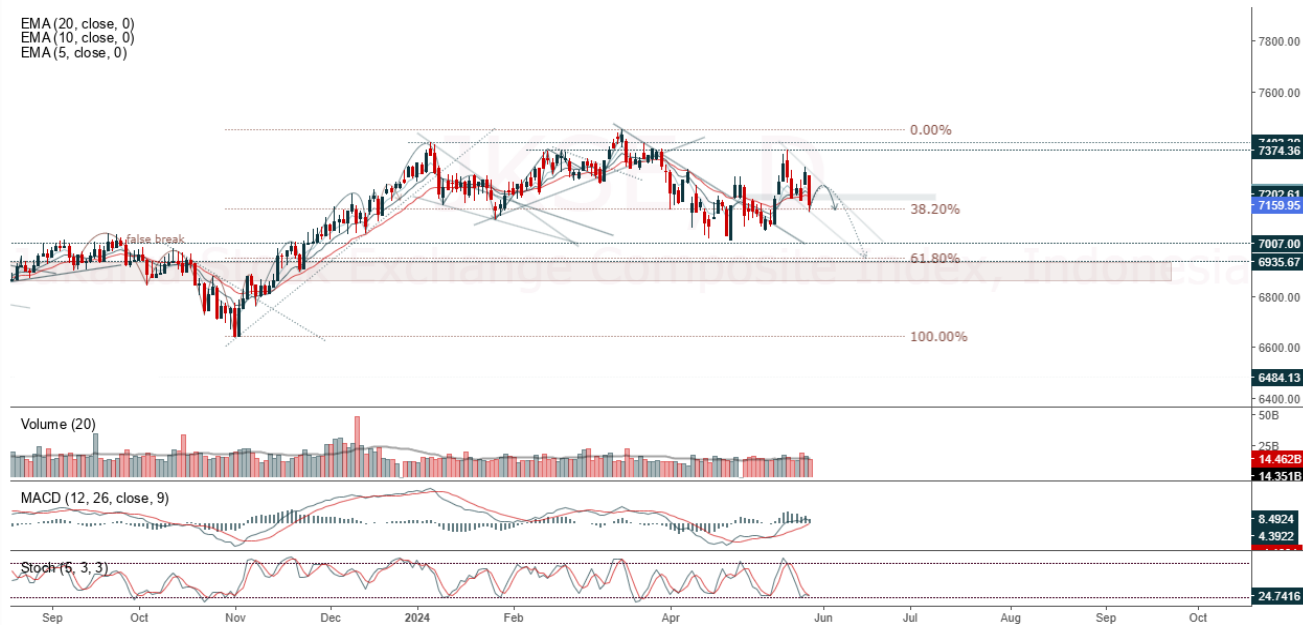 EMA (20, close, 0)
EMA (10, close, 0)
EMA (5, close, 0)
7800.00
7600.00
0.00%
7374.36
7202.61
7159.95
38.20%
false break
7007.00
61.80%
6935.67
6800.00
100.00%
6600.00
6484.13
6400.00
Volume (20)
50B
25B
14.462B
14.351B
MACD (12, 26, close, 9)
8.4924
4.3922
Stoch (5, 3, 3)
24.7416
Sep Oct Nov Dec 2024 Feb Apr Jun Jul Aug Sep Oct